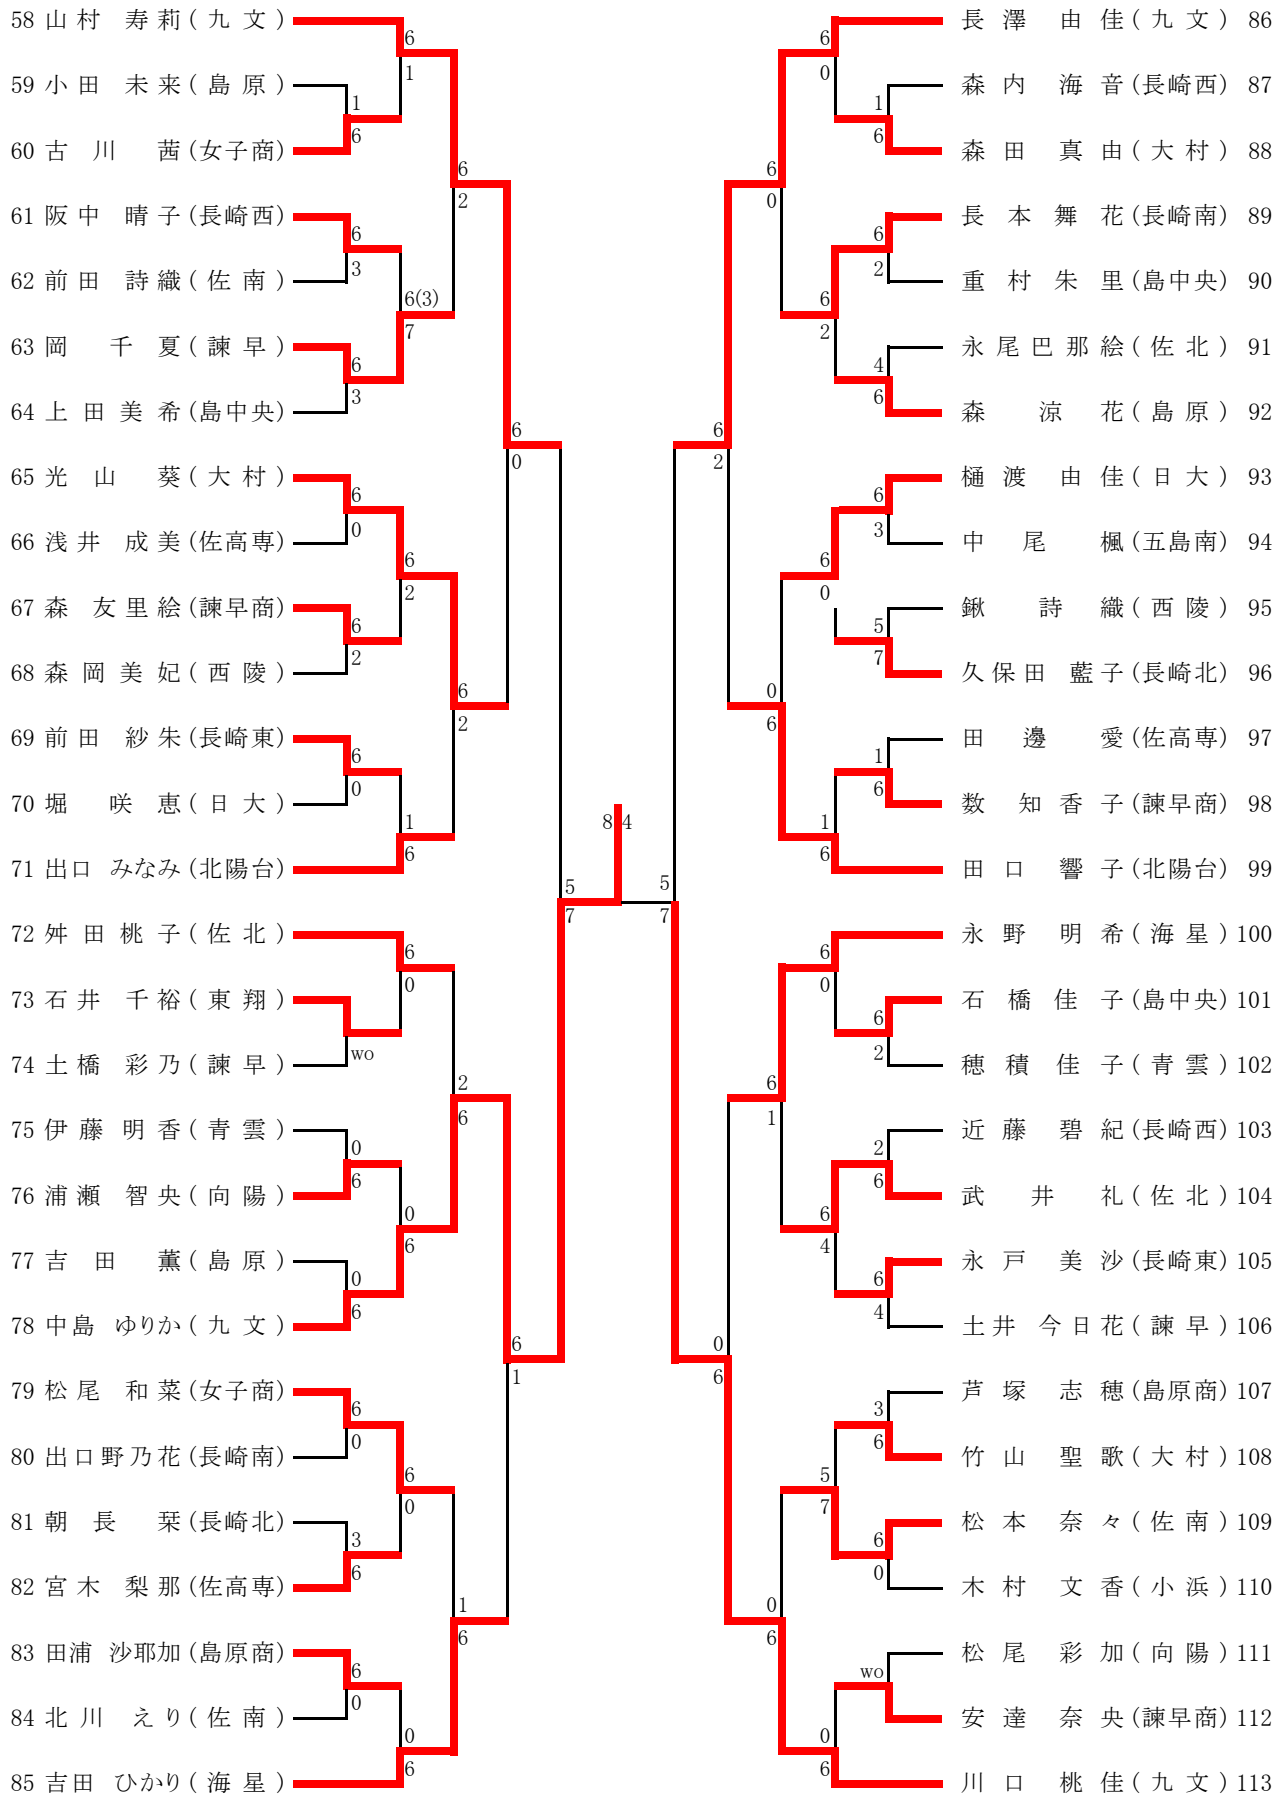 58 山村 寿莉 (九文)
6
1
59 小田 未来 (島原)
1
6
60 古川 茜 (女子商)
6
2
61 阪中 晴子 (長崎西)
6
3
62 前田 詩織 (佐南)
6(3)
7
63 岡 千夏 (諫早)
6
3
64 上田美希 (島中央)
6
0
65 光山 葵 (大村)
6
0
66 浅井 成美 (佐高専)
6
2
67 森 友里絵 (諫早商)
6
2
68 森岡美妃 (西陵)
6
2
69 前田 紗朱 (長崎東)
6
0
70 堀 咲恵 (日大)
1
6
71 出口 みなみ (北陽台)
5
7
72 舛田桃子 (佐北)
6
0
73 石井 千裕 (東翔)
wo
74 土橋 彩乃 (諫早)
2
6
75 伊藤 明香 (青雲)
0
6
76 浦瀬 智央 (向陽)
0
6
77 吉田 薫 (島原)
0
6
78 中島 ゆりか (九文)
6
1
79 松尾 和菜 (女子商)
6
0
80 出口野乃花 (長崎南)
6
0
81 朝長 栞 (長崎北)
3
6
82 宮木 梨那 (佐高専)
1
6
83 田浦 沙耶加 (島原商)
6
0
84 北川 えり (佐南)
0
6
85 吉田 ひかり (海星)
8 4
長澤 由佳 (九文) 86
6
0
森内 海音 (長崎西) 87
1
6
森田 真由 (大村) 88
6
0
長本舞花 (長崎南) 89
6
2
重村朱里 (島中央) 90
6
2
永尾巴那絵 (佐北) 91
4
6
森 涼花 (島原) 92
6
2
樋渡 由佳 (日大) 93
6
3
中尾 楓 (五島南) 94
6
0
鍬 詩織 (西陵) 95
5
7
久保田 藍子 (長崎北) 96
0
6
田邊 愛 (佐高専) 97
1
6
数 知香子 (諫早商) 98
1
6
田口 響子 (北陽台) 99
5
7
永野 明希 (海星) 100
6
0
石橋佳子 (島中央) 101
6
2
穂積 佳子 (青雲) 102
6
1
近藤 碧紀 (長崎西) 103
2
6
武井 礼 (佐北) 104
6
4
永戸 美沙 (長崎東) 105
6
4
土井 今日花 (諫早) 106
0
6
芦塚 志穂 (島原商) 107
3
6
竹山 聖歌 (大村) 108
5
7
松本 奈々 (佐南) 109
6
0
木村 文香 (小浜) 110
0
6
松尾 彩加 (向陽) 111
wo
安達 奈央 (諫早商) 112
0
6
川口 桃佳 (九文) 113